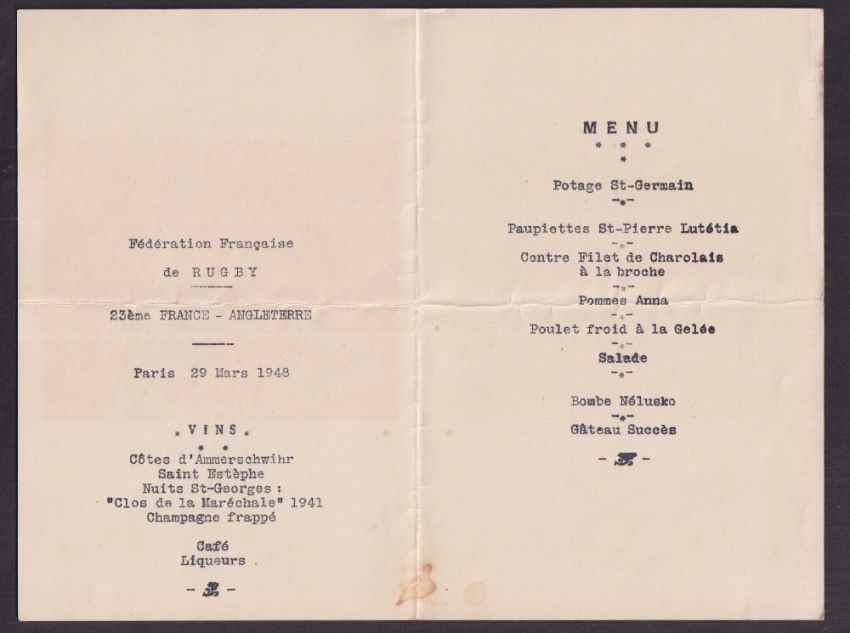 Fédération Française
de RUGBY
23ème FRANCE - ANGLETERRE
Paris 29 Mars 1948
VINS
Côtes d'Ammerschwihr
Saint Estèphe
Nuits St-Georges :
"Clos de la Maréchale" 1941
Champagne frappé
Café
Liqueurs .
MENU
Potage St-Germain
Paupiettes St-Pierre Lutétia
Contre Filet de Charolais
à la broche
Pommes Anna
Poulet froid à la Gelée
Salade
Bombe Nélusko
Gâteau Succès